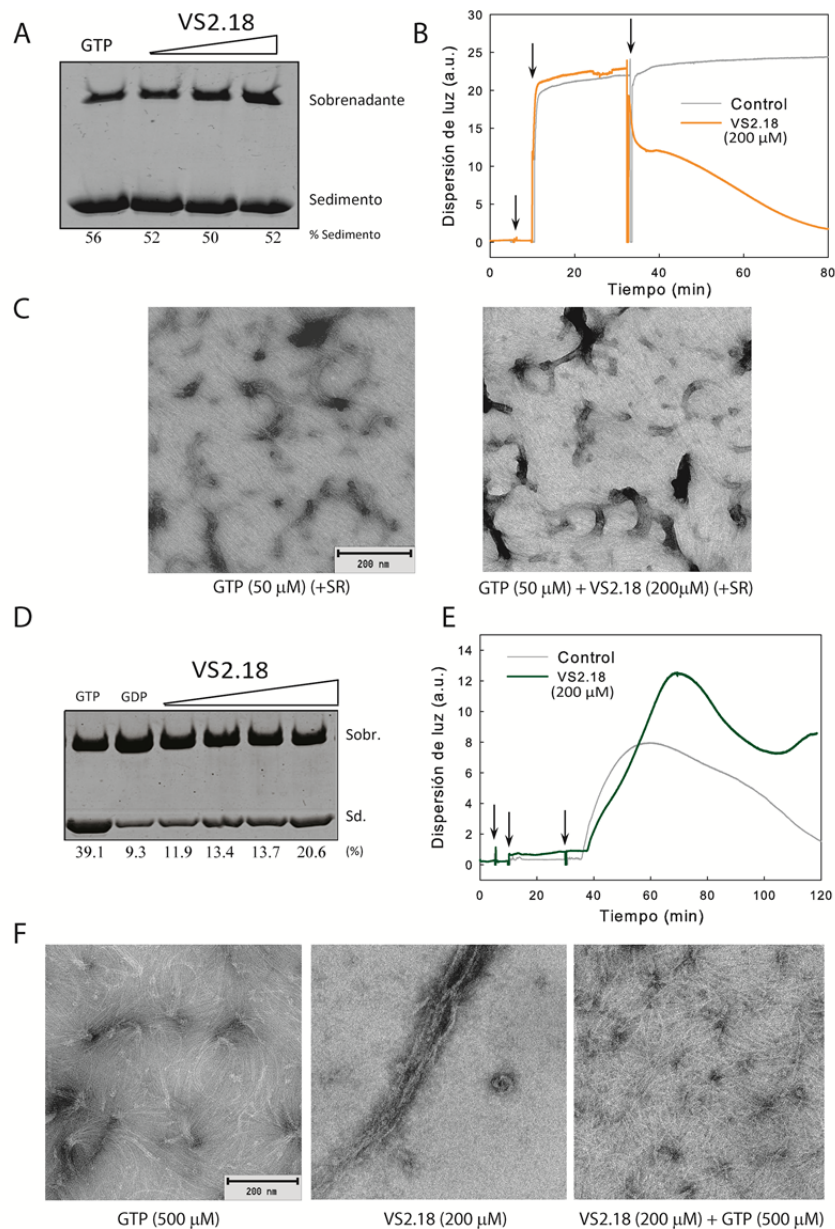 A
VS2.18
GTP
Sobrenadante
Sedimento
56 52 50 52 % Sedimento
B
Dispersión de luz (a.u.)
30
25
20
15
10
5
0
Control
VS2.18
(200 µM)
0 20 40 60 80
Tiempo (min)
C
200 nm
GTP (50 µM) (+SR)
GTP (50 µM) + VS2.18 (200µM) (+SR)
D
VS2.18
GTP GDP
Sobr.
Sd.
39.1 9.3 11.9 13.4 13.7 20.6 (%)
E
Dispersión de luz (a.u.)
14
12
10
8
6
4
2
0
Control
VS2.18
(200 µM)
0 20 40 60 80 100 120
Tiempo (min)
F
200 nm
GTP (500 µM)
VS2.18 (200 µM)
VS2.18 (200 µM) + GTP (500 µM)